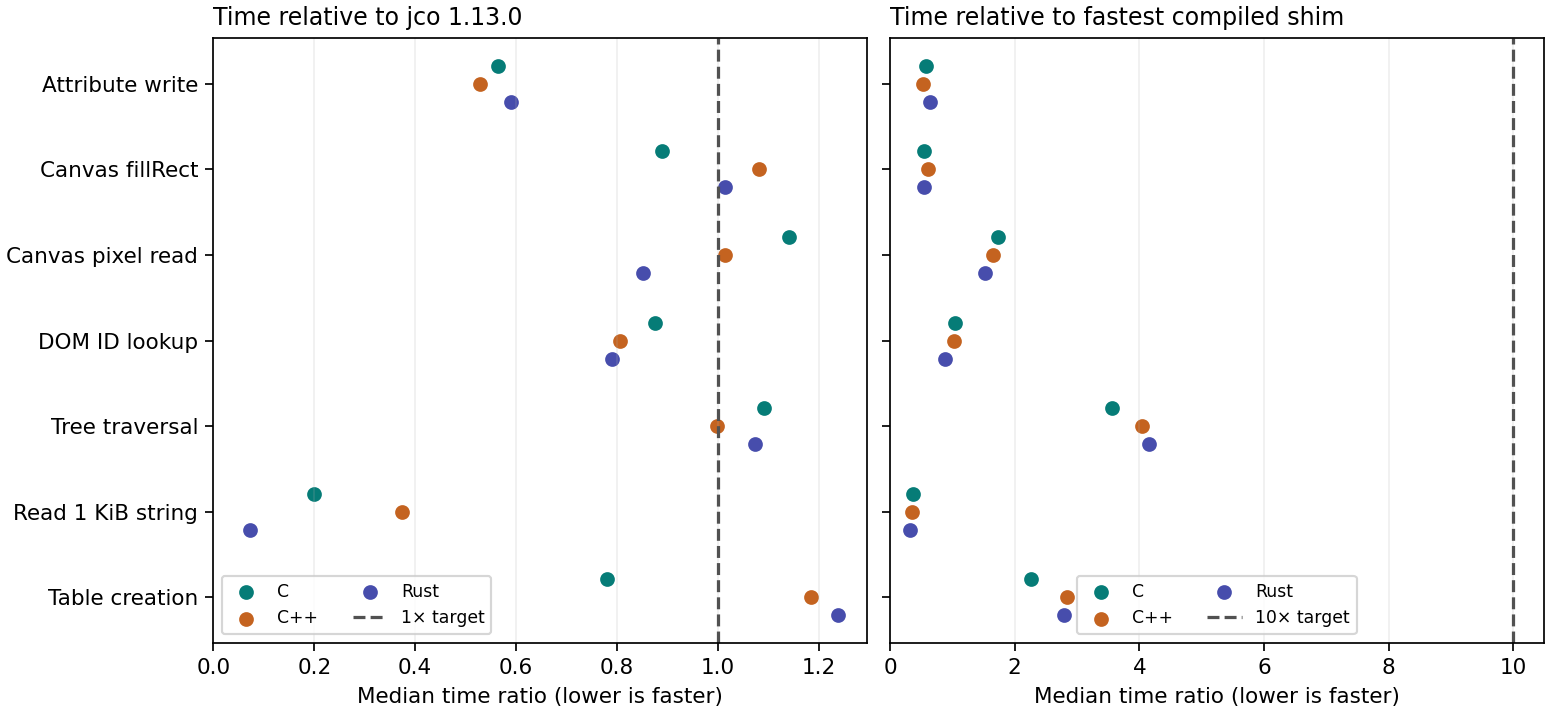 Time relative to jco 1.13.0
Attribute write
Canvas fillRect
Canvas pixel read
DOM ID lookup
Tree traversal
Read 1 KiB string
Table creation
C
C++
Rust
1× target
0.0 0.2 0.4 0.6 0.8 1.0 1.2
Median time ratio (lower is faster)
Time relative to fastest compiled shim
C
C++
Rust
10× target
0 2 4 6 8 10
Median time ratio (lower is faster)